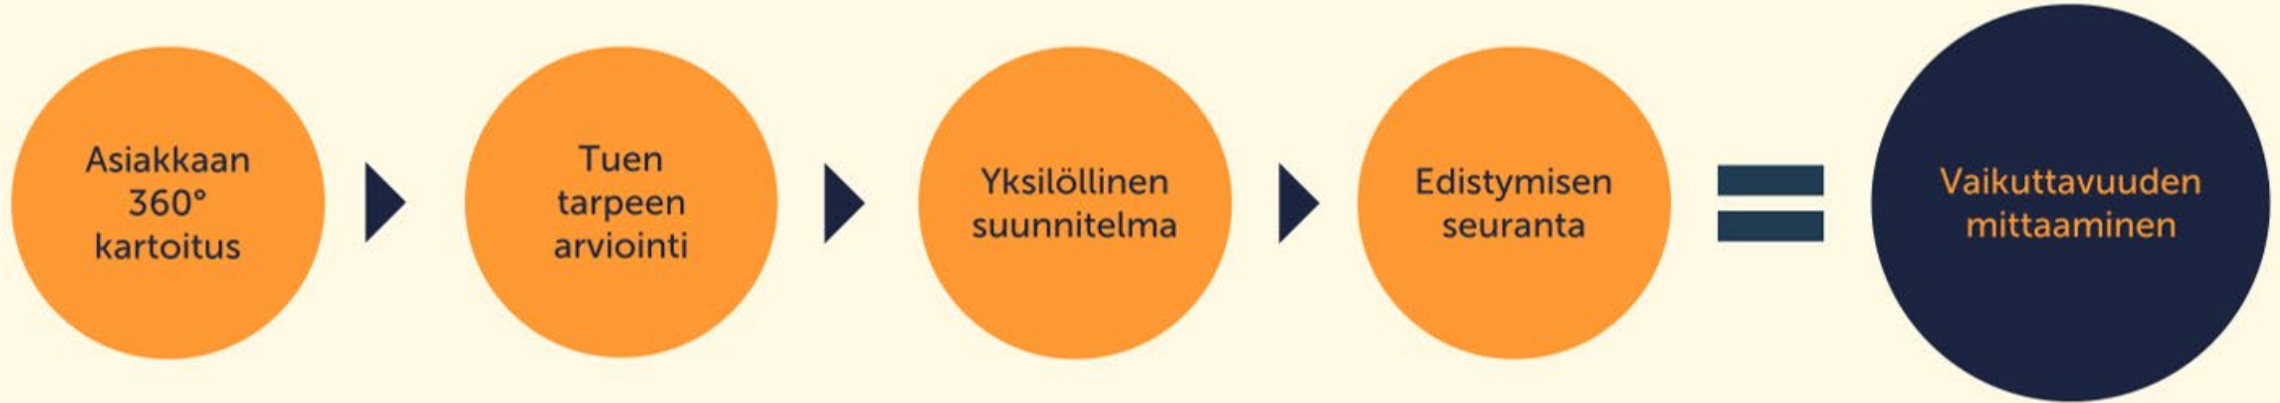 Asiakkaan
360°
kartoitus
Tuen
tarpeen
arviointi
Yksilöllinen
suunnitelma
Edistymisen
seuranta
Vaikuttavuuden
mittaaminen